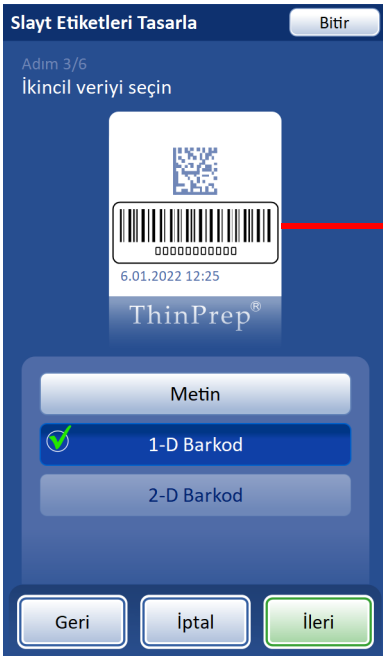 Slayt Etiketleri Tasarla
Bitir
Adım 3/6
İkincil veriyi seçin
00000000000
6.01.2022 12:25
ThinPrep®
Metin
1-D Barkod
2-D Barkod
Geri
İptal
İleri